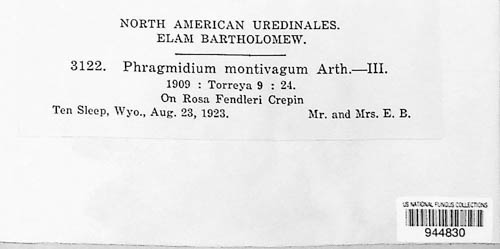 NORTH AMERICAN UREDINALES.
ELAM BARTHOLOMEW.
3122. Phragmidium montivagum Arth.—III.
1909 : Torreya 9 : 24.
On Rosa Fendleri Crepin
Ten Sleep, Wyo., Aug. 23, 1923. Mr. and Mrs. E. B.
US NATIONAL FUNGUS COLLECTIONS
944830